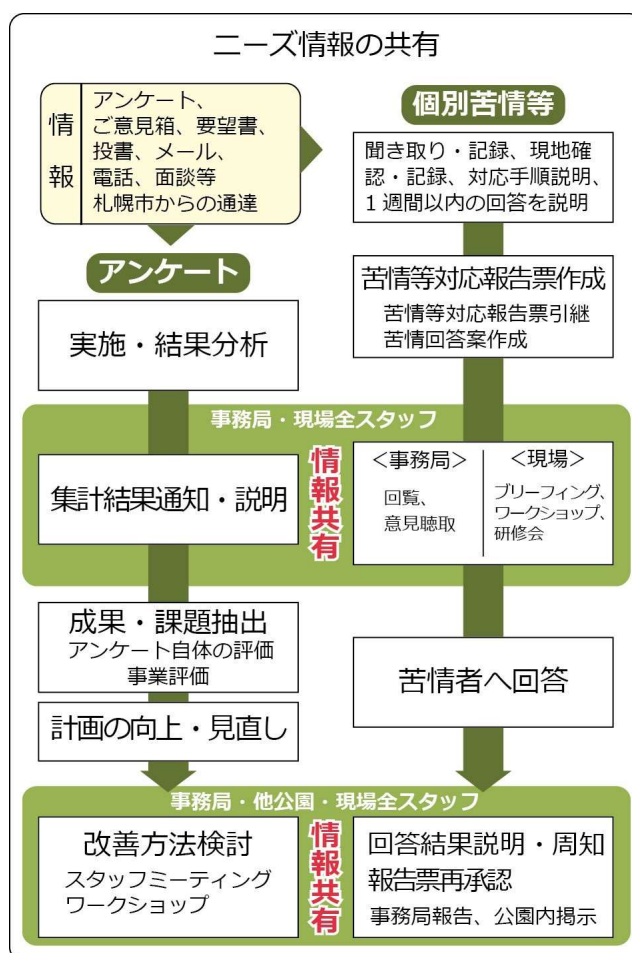 ニーズ情報の共有
情報
アンケート、
ご意見箱、要望書、
投書、メール、
電話、面談等
札幌市からの通達
個別苦情等
聞き取り・記録、現地確
認・記録、対応手順説明、
1週間以内の回答を説明
アンケート
実施・結果分析
苦情等対応報告票作成
苦情等対応報告票引継
苦情回答案作成
事務局・現場全スタッフ
集計結果通知・説明
情報共有
<事務局>
回覧、
意見聴取
<現場>
ブリーフィング、
ワークショップ、
研修会
成果・課題抽出
アンケート自体の評価
事業評価
計画の向上・見直し
苦情者へ回答
事務局・他公園・現場全スタッフ
改善方法検討
スタッフミーティング
ワークショップ
情報共有
回答結果説明・周知
報告票再承認
事務局報告、公園内掲示